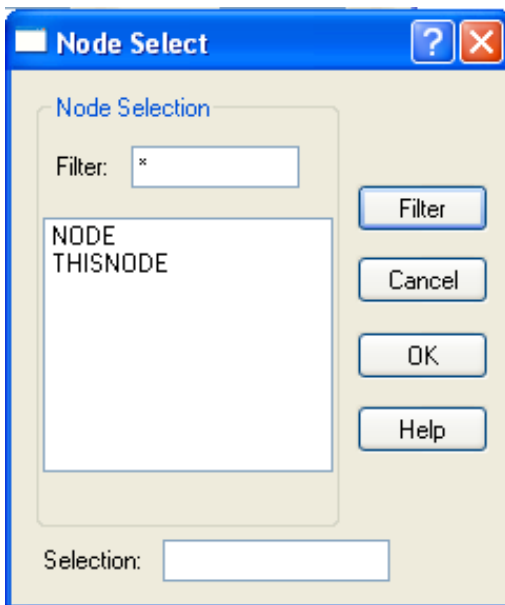 Node Select
Node Selection
Filter: *
NODE
THISNODE
Filter
Cancel
OK
Help
Selection: